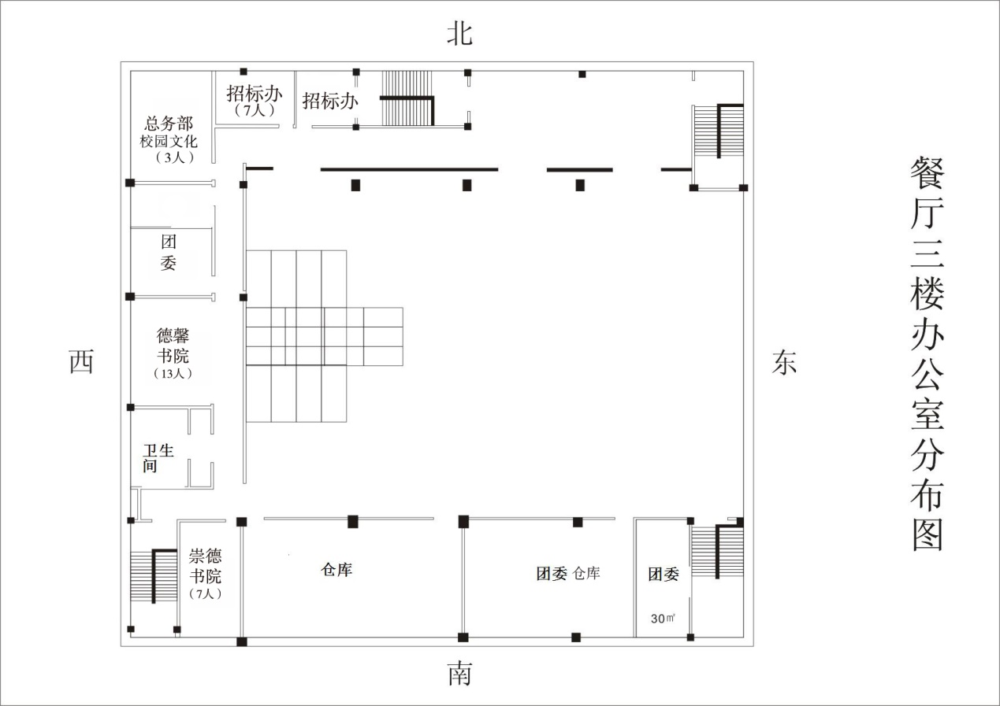 北
招标办
（7人）
招标办
总务部
校园文化
（3人）
团
委
德馨
书院
（13人）
西
东
卫生
间
崇德
书院
（7人）
仓库
团委 仓库
团委
30㎡
南
餐厅三楼办公室分布图